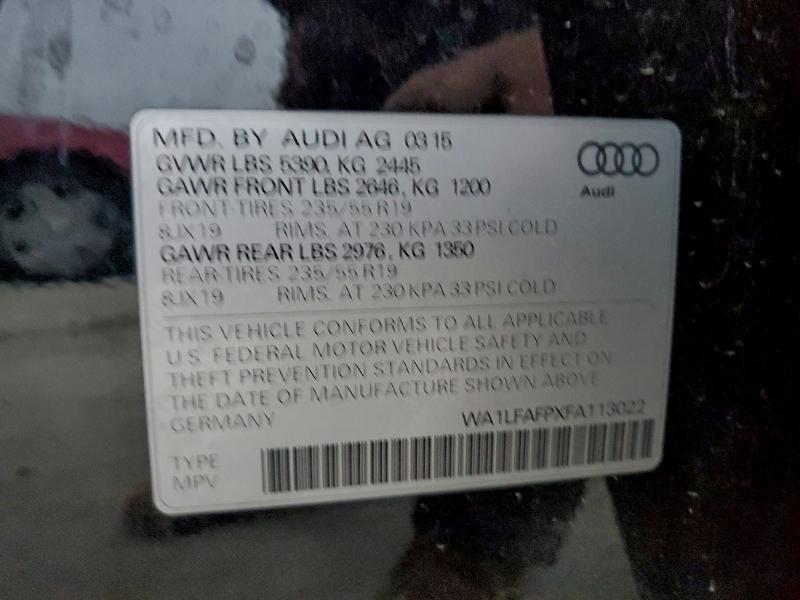 MFD. BY AUDI AG 0315
GVWR LBS 5390, KG 2445
GAWR FRONT LBS 2646, KG 1200
FRONT-TIRES 235/55 R19
8JX19 RIMS. AT 230 KPA 33 PSI COLD
GAWR REAR LBS 2976, KG 1350
REAR-TIRES 235/55 R19
8JX19 RIMS. AT 230 KPA 33 PSI COLD
Audi
THIS VEHICLE CONFORMS TO ALL APPLICABLE
U.S. FEDERAL MOTOR VEHICLE SAFETY AND
THEFT PREVENTION STANDARDS IN EFFECT ON
THE DATE OF MANUFACTURE SHOWN ABOVE
GERMANY WA1LFAFPXFA113022
TYPE
MPV